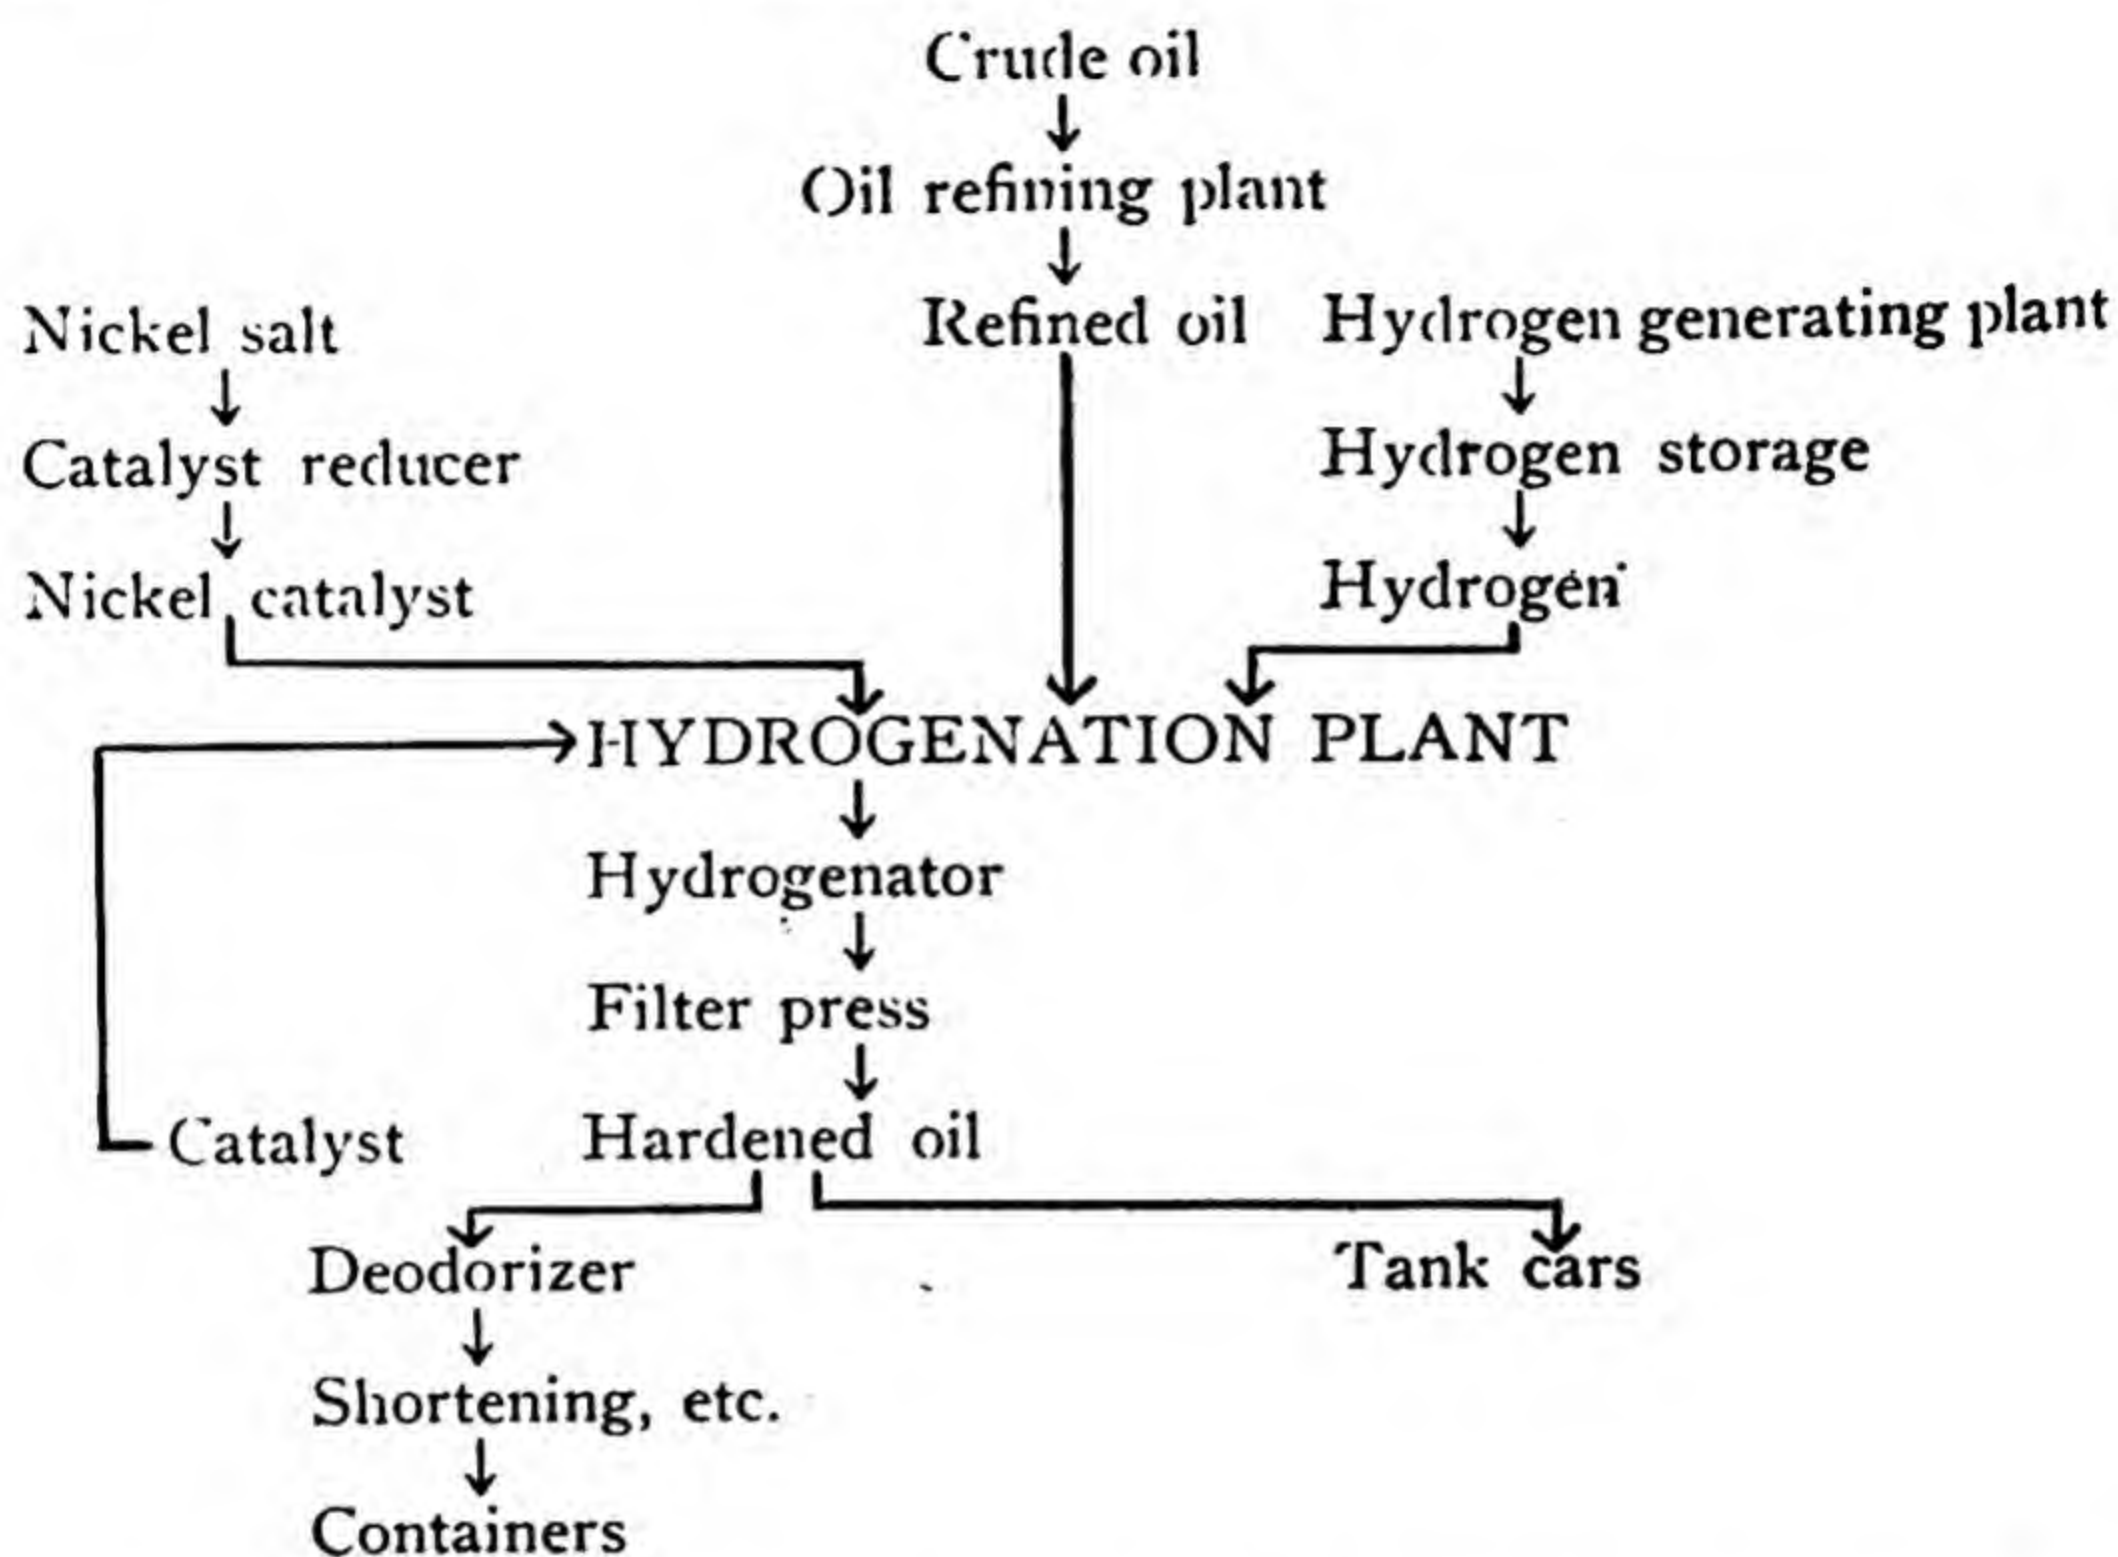 Crude oil
Oil refining plant
Refined oil
Hydrogen generating plant
Nickel salt
Hydrogen storage
Catalyst reducer
Hydrogen
Nickel catalyst
HYDROGENATION PLANT
Hydrogenator
Filter press
Catalyst
Hardened oil
Deodorizer
Tank cars
Shortening, etc.
Containers